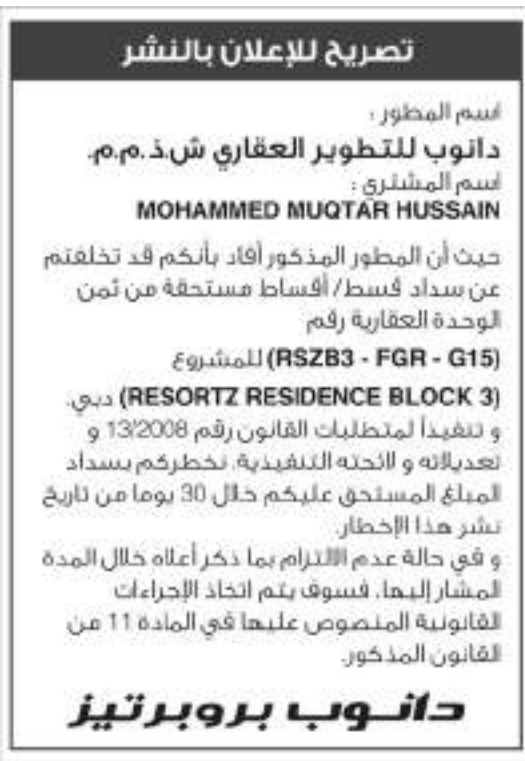 تصريح للإعلان بالنشر
اسم المطور :
دانوب للتطوير العقاري ش.ذ.م.م.
اسم المشتري :
MOHAMMED MUQTAR HUSSAIN
حيث أن المطور المذكور أفاد بأنكم قد تخلفتم
عن سداد قسط/ أقساط مستحقة من ثمن
الوحدة العقارية رقم
(RSZB3 - FGR - G15) للمشروع
(RESORTZ RESIDENCE BLOCK 3) دبي.
و تنفيذاً لمتطلبات القانون رقم 13/2008 و
تعديلاته و لائحته التنفيذية. نخطركم بسداد
المبلغ المستحق عليكم خلال 30 يوما من تاريخ
نشر هذا الإخطار.
و في حالة عدم الالتزام بما ذكر أعلاه خلال المدة
المشار إليها. فسوف يتم اتخاذ الإجراءات
القانونية المنصوص عليها في المادة 11 من
القانون المذكور.
دانوب بروبرتيز